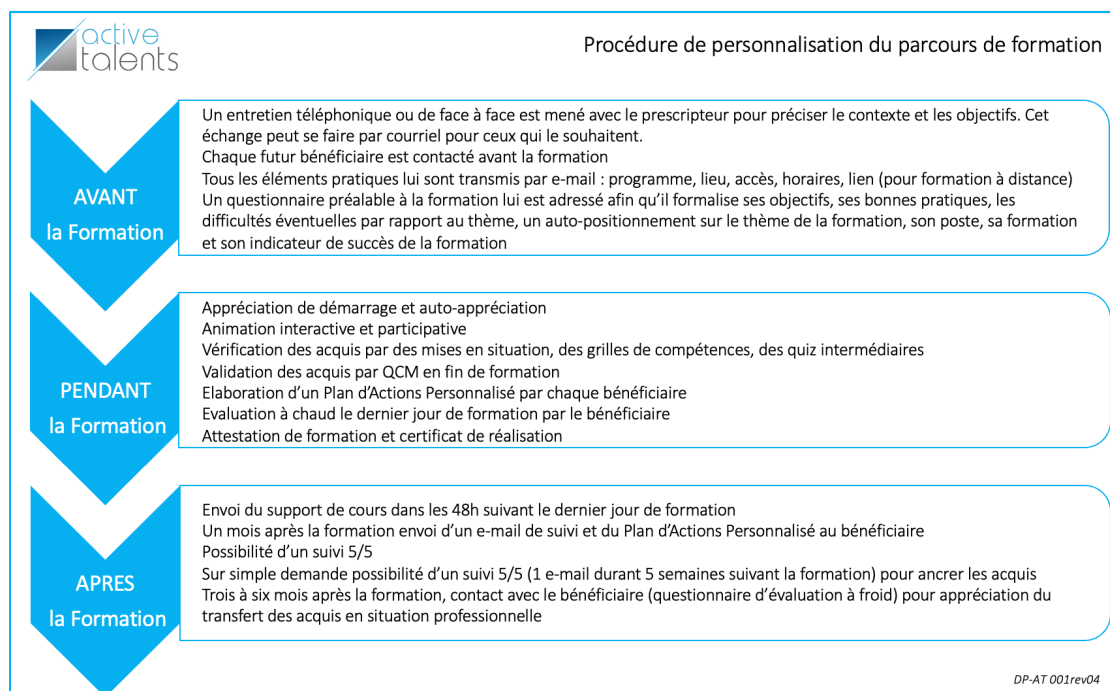 active
talents
Procédure de personnalisation du parcours de formation
AVANT
la Formation
Un entretien téléphonique ou de face à face est mené avec le prescripteur pour préciser le contexte et les objectifs. Cet
échange peut se faire par courriel pour ceux qui le souhaitent.
Chaque futur bénéficiaire est contacté avant la formation
Tous les éléments pratiques lui sont transmis par e-mail : programme, lieu, accès, horaires, lien (pour formation à distance)
Un questionnaire préalable à la formation lui est adressé afin qu'il formalise ses objectifs, ses bonnes pratiques, les
difficultés éventuelles par rapport au thème, un auto-positionnement sur le thème de la formation, son poste, sa formation
et son indicateur de succès de la formation
PENDANT
la Formation
Appréciation de démarrage et auto-appréciation
Animation interactive et participative
Vérification des acquis par des mises en situation, des grilles de compétences, des quiz intermédiaires
Validation des acquis par QCM en fin de formation
Elaboration d'un Plan d'Actions Personnalisé par chaque bénéficiaire
Evaluation à chaud le dernier jour de formation par le bénéficiaire
Attestation de formation et certificat de réalisation
APRES
la Formation
Envoi du support de cours dans les 48h suivant le dernier jour de formation
Un mois après la formation envoi d'un e-mail de suivi et du Plan d'Actions Personnalisé au bénéficiaire
Possibilité d'un suivi 5/5
Sur simple demande possibilité d'un suivi 5/5 (1 e-mail durant 5 semaines suivant la formation) pour ancrer les acquis
Trois à six mois après la formation, contact avec le bénéficiaire (questionnaire d'évaluation à froid) pour appréciation du
transfert des acquis en situation professionnelle
DP-AT 001rev04